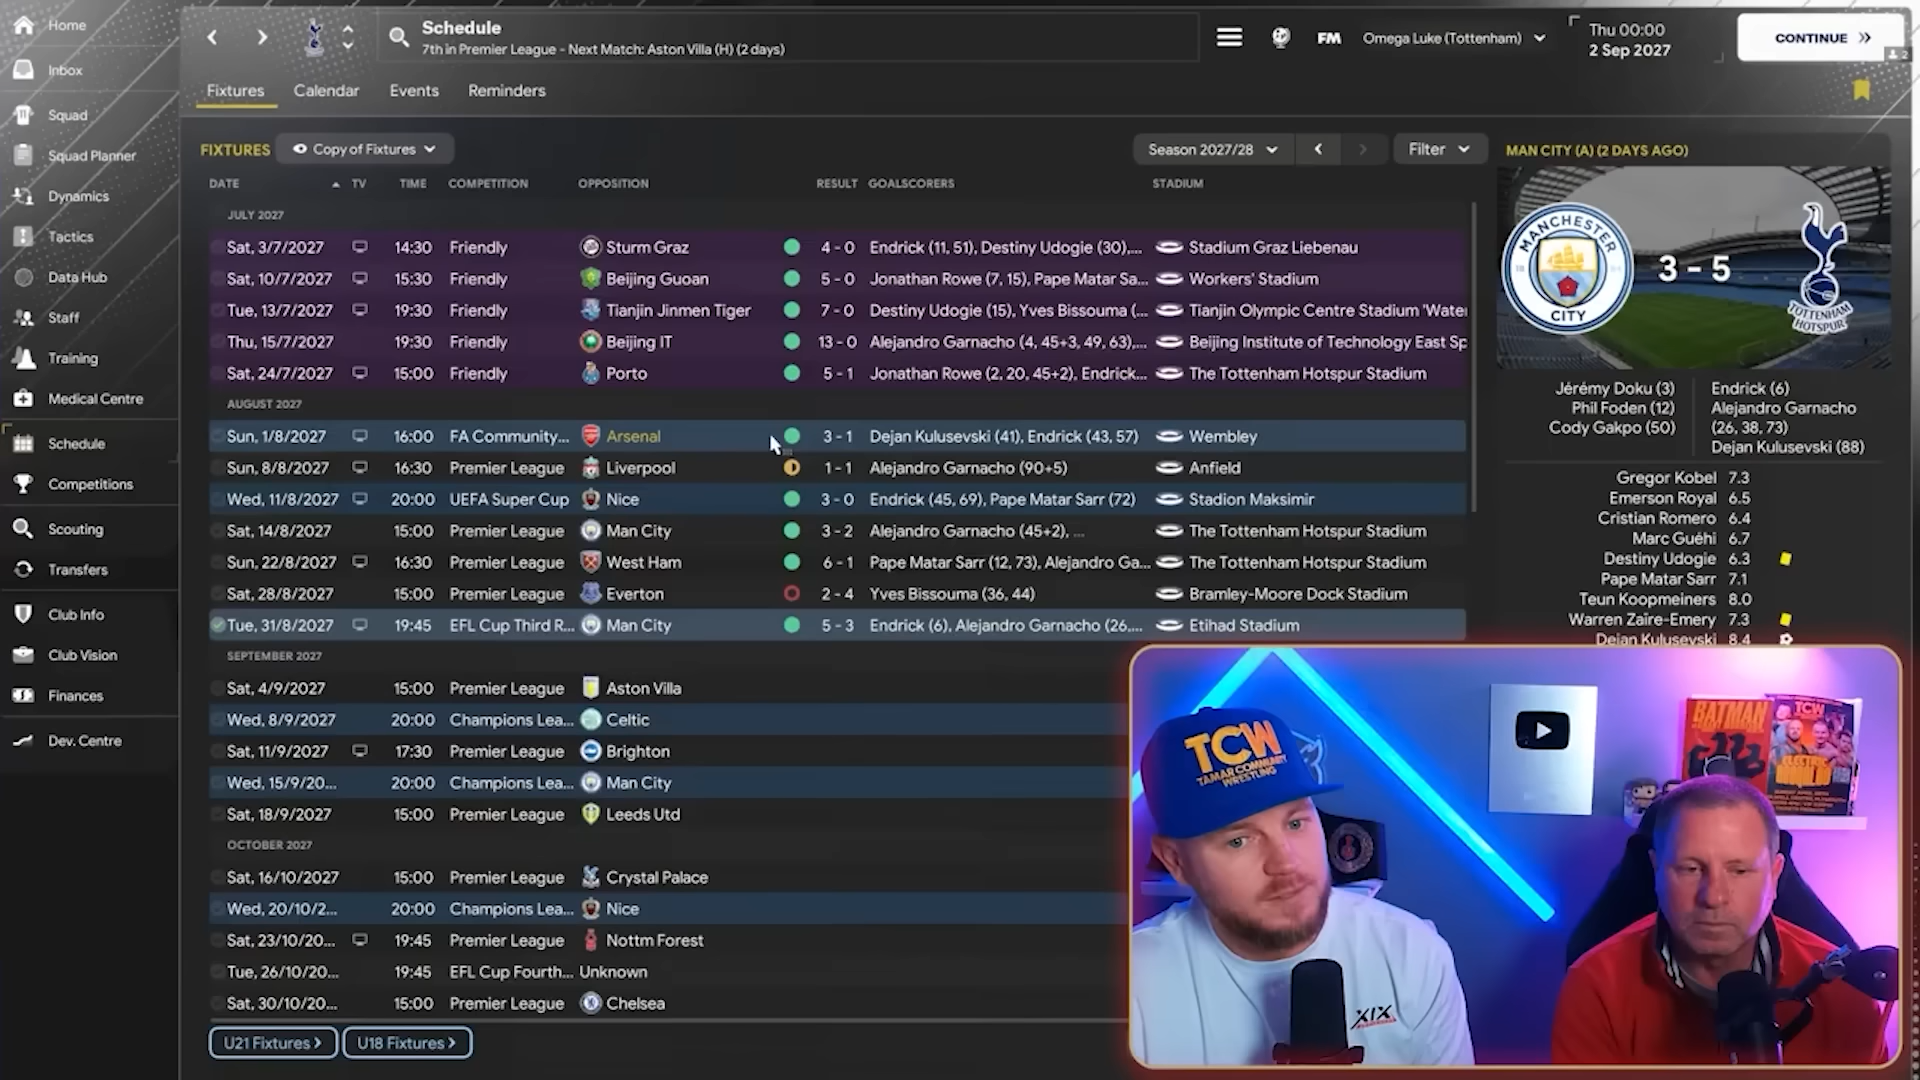 Home
Inbox
Squad
Squad Planner
Dynamics
Tactics
Data Hub
Staff
Training
Medical Centre
Schedule
Competitions
Scouting
Transfers
Club Info
Club Vision
Finances
Dev. Centre
Schedule
7th in Premier League - Next Match: Aston Villa (H) (2 days)
FM Omega Luke (Tottenham)
Thu 00:00
2 Sep 2027
CONTINUE
2
Fixtures Calendar Events Reminders
FIXTURES Copy of Fixtures Season 2027/28 Filter
DATE TV TIME COMPETITION OPPOSITION RESULT GOALSCORERS STADIUM
JULY 2027
Sat, 3/7/2027 14:30 Friendly Sturm Graz 4 - 0 Endrick (11, 51), Destiny Udogie (30),... Stadium Graz Liebenau
Sat, 10/7/2027 15:30 Friendly Beijing Guoan 5 - 0 Jonathan Rowe (7, 15), Pape Matar Sa... Workers' Stadium
Tue, 13/7/2027 19:30 Friendly Tianjin Jinmen Tiger 7 - 0 Destiny Udogie (15), Yves Bissouma (... Tianjin Olympic Centre Stadium 'Water
Thu, 15/7/2027 19:30 Friendly Beijing IT 13 - 0 Alejandro Garnacho (4, 45+3, 49, 63),... Beijing Institute of Technology East Sp
Sat, 24/7/2027 15:00 Friendly Porto 5 - 1 Jonathan Rowe (2, 20, 45+2), Endrick... The Tottenham Hotspur Stadium
AUGUST 2027
Sun, 1/8/2027 16:00 FA Community... Arsenal 3 - 1 Dejan Kulusevski (41), Endrick (43, 57) Wembley
Sun, 8/8/2027 16:30 Premier League Liverpool 1 - 1 Alejandro Garnacho (90+5) Anfield
Wed, 11/8/2027 20:00 UEFA Super Cup Nice 3 - 0 Endrick (45, 69), Pape Matar Sarr (72) Stadion Maksimir
Sat, 14/8/2027 15:00 Premier League Man City 3 - 2 Alejandro Garnacho (45+2), ... The Tottenham Hotspur Stadium
Sun, 22/8/2027 16:30 Premier League West Ham 6 - 1 Pape Matar Sarr (12, 73), Alejandro Ga... The Tottenham Hotspur Stadium
Sat, 28/8/2027 15:00 Premier League Everton 2 - 4 Yves Bissouma (36, 44) Bramley-Moore Dock Stadium
Tue, 31/8/2027 19:45 EFL Cup Third R... Man City 5 - 3 Endrick (6), Alejandro Garnacho (26,... Etihad Stadium
SEPTEMBER 2027
Sat, 4/9/2027 15:00 Premier League Aston Villa
Wed, 8/9/2027 20:00 Champions Lea... Celtic
Sat, 11/9/2027 17:30 Premier League Brighton
Wed, 15/9/20... 20:00 Champions Lea... Man City
Sat, 18/9/2027 15:00 Premier League Leeds Utd
OCTOBER 2027
Sat, 16/10/2027 15:00 Premier League Crystal Palace
Wed, 20/10/2... 20:00 Champions Lea... Nice
Sat, 23/10/20... 19:45 Premier League Nottm Forest
Tue, 26/10/20... 19:45 EFL Cup Fourth... Unknown
Sat, 30/10/20... 15:00 Premier League Chelsea
U21 Fixtures U18 Fixtures
MAN CITY (A) (2 DAYS AGO)
MANCHESTER
CITY
3 - 5
TOTTENHAM
HOTSPUR
Jérémy Doku (3)
Phil Foden (12)
Cody Gakpo (50)
Endrick (6)
Alejandro Garnacho
(26, 38, 73)
Dejan Kulusevski (88)
Gregor Kobel 7.3
Emerson Royal 6.5
Cristian Romero 6.4
Marc Guéhi 6.7
Destiny Udogie 6.3
Pape Matar Sarr 7.1
Teun Koopmeiners 8.0
Warren Zaire-Emery 7.3
Dejan Kulusevski 8.4
TCW
TAMAR COMMUNITY
WRESTLING
BATMAN
TCW
XIX